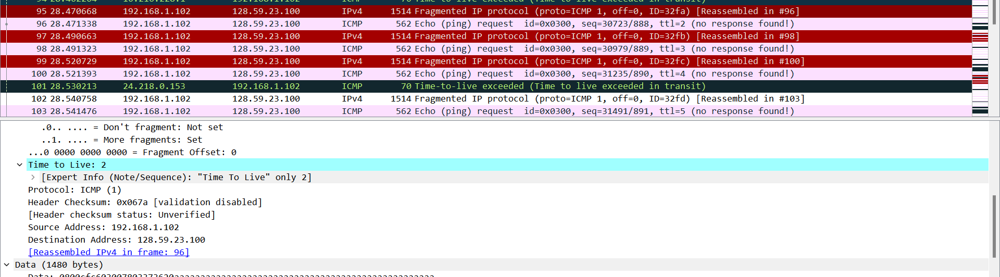 95 28.470668 192.168.1.102 128.59.23.100 IPv4 1514 Fragmented IP protocol (proto=ICMP 1, off=0, ID=32fa) [Reassembled in #96]
96 28.471338 192.168.1.102 128.59.23.100 ICMP 562 Echo (ping) request id=0x0300, seq=30723/888, ttl=2 (no response found!)
97 28.490663 192.168.1.102 128.59.23.100 IPv4 1514 Fragmented IP protocol (proto=ICMP 1, off=0, ID=32fb) [Reassembled in #98]
98 28.491323 192.168.1.102 128.59.23.100 ICMP 562 Echo (ping) request id=0x0300, seq=30979/889, ttl=3 (no response found!)
99 28.520729 192.168.1.102 128.59.23.100 IPv4 1514 Fragmented IP protocol (proto=ICMP 1, off=0, ID=32fc) [Reassembled in #100]
100 28.521393 192.168.1.102 128.59.23.100 ICMP 562 Echo (ping) request id=0x0300, seq=31235/890, ttl=4 (no response found!)
101 28.530213 24.218.0.153 192.168.1.102 ICMP 70 Time-to-live exceeded (Time to live exceeded in transit)
102 28.540758 192.168.1.102 128.59.23.100 IPv4 1514 Fragmented IP protocol (proto=ICMP 1, off=0, ID=32fd) [Reassembled in #103]
103 28.541476 192.168.1.102 128.59.23.100 ICMP 562 Echo (ping) request id=0x0300, seq=31491/891, ttl=5 (no response found!)
.0.. .... = Don't fragment: Not set
..1. .... = More fragments: Set
...0 0000 0000 0000 = Fragment Offset: 0
Time to Live: 2
[Expert Info (Note/Sequence): "Time To Live" only 2]
Protocol: ICMP (1)
Header Checksum: 0x067a [validation disabled]
[Header checksum status: Unverified]
Source Address: 192.168.1.102
Destination Address: 128.59.23.100
[Reassembled IPv4 in frame: 96]
Data (1480 bytes)